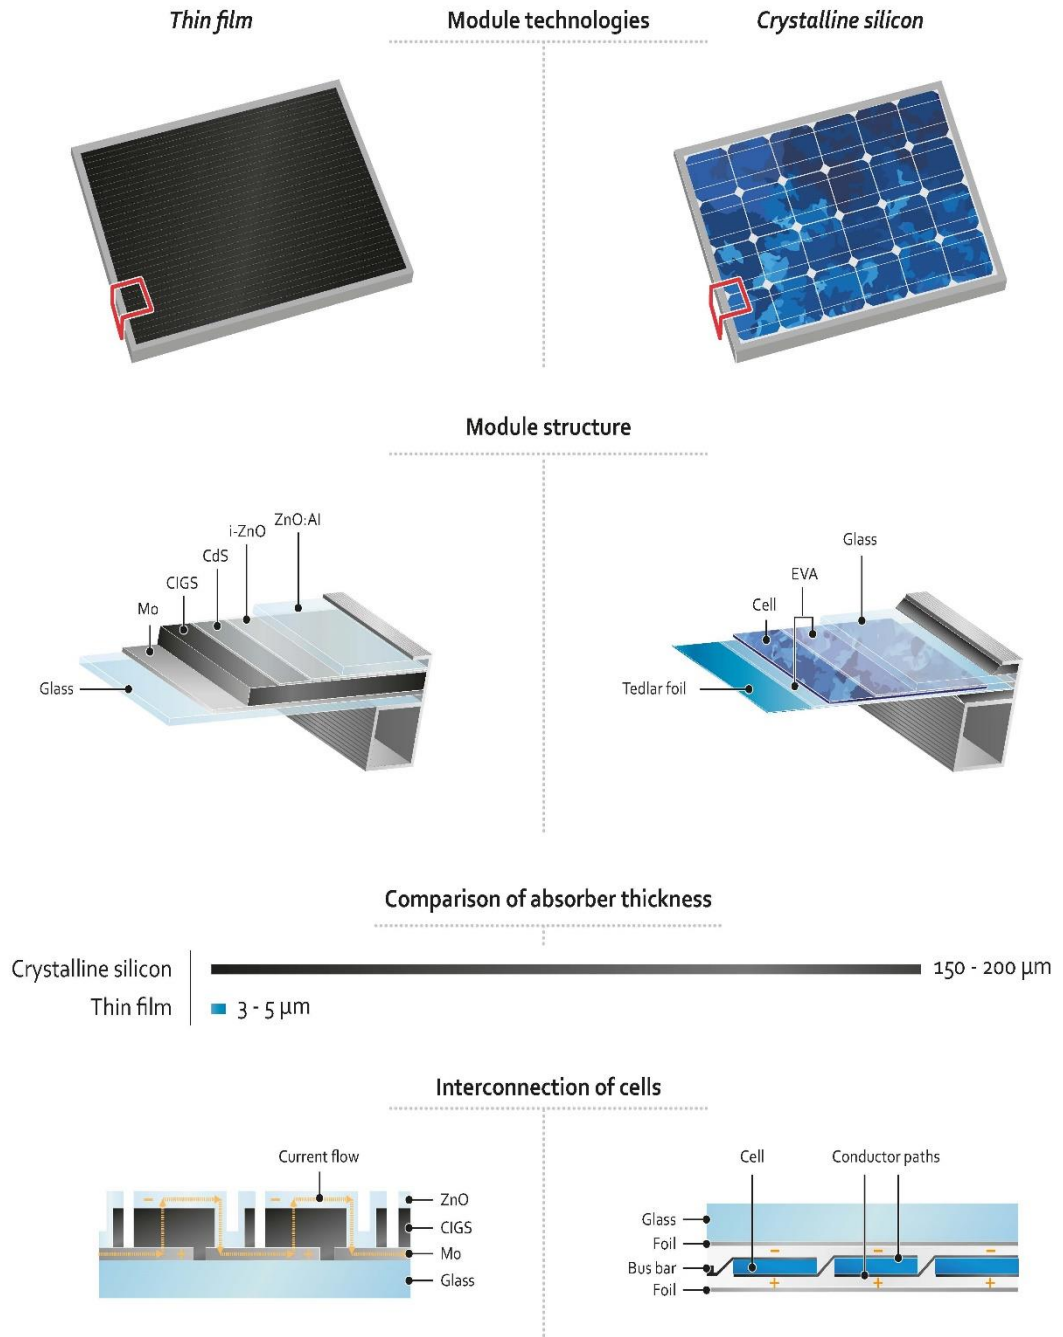 Thin film
Module technologies
Crystalline silicon
Module structure
ZnO:Al
i-ZnO
CdS
CIGS
Mo
Glass
Glass
EVA
Cell
Tedlar foil
Comparison of absorber thickness
Crystalline silicon
150 - 200 µm
Thin film
3 - 5 µm
Interconnection of cells
Current flow
- -
ZnO
CIGS
+ +
Mo
Glass
Cell
Conductor paths
Glass
Foil
- - -
Bus bar
+ + +
Foil